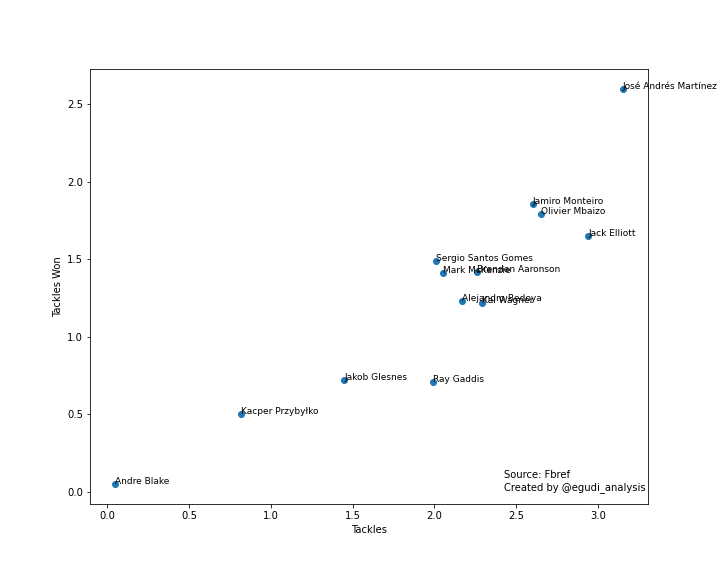 José Andrés Martínez
2.5
2.0
Jamiro Monteiro
Olivier Mbaizo
Jack Elliott
1.5
Sergio Santos Gomes
Mark McKenzie
Brenden Aaronson
Alejandro Bedoya
Kai Wagner
Tackles Won
1.0
Jakob Glesnes
Ray Gaddis
0.5
Kacper Przybyłko
Source: Fbref
Andre Blake
Created by @egudi_analysis
0.0
0.0 0.5 1.0 1.5 2.0 2.5 3.0
Tackles